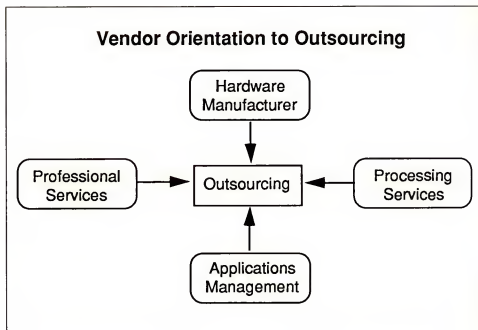 Vendor Orientation to Outsourcing
Hardware
Manufacturer
Professional
Services
Outsourcing
Processing
Services
Applications
Management